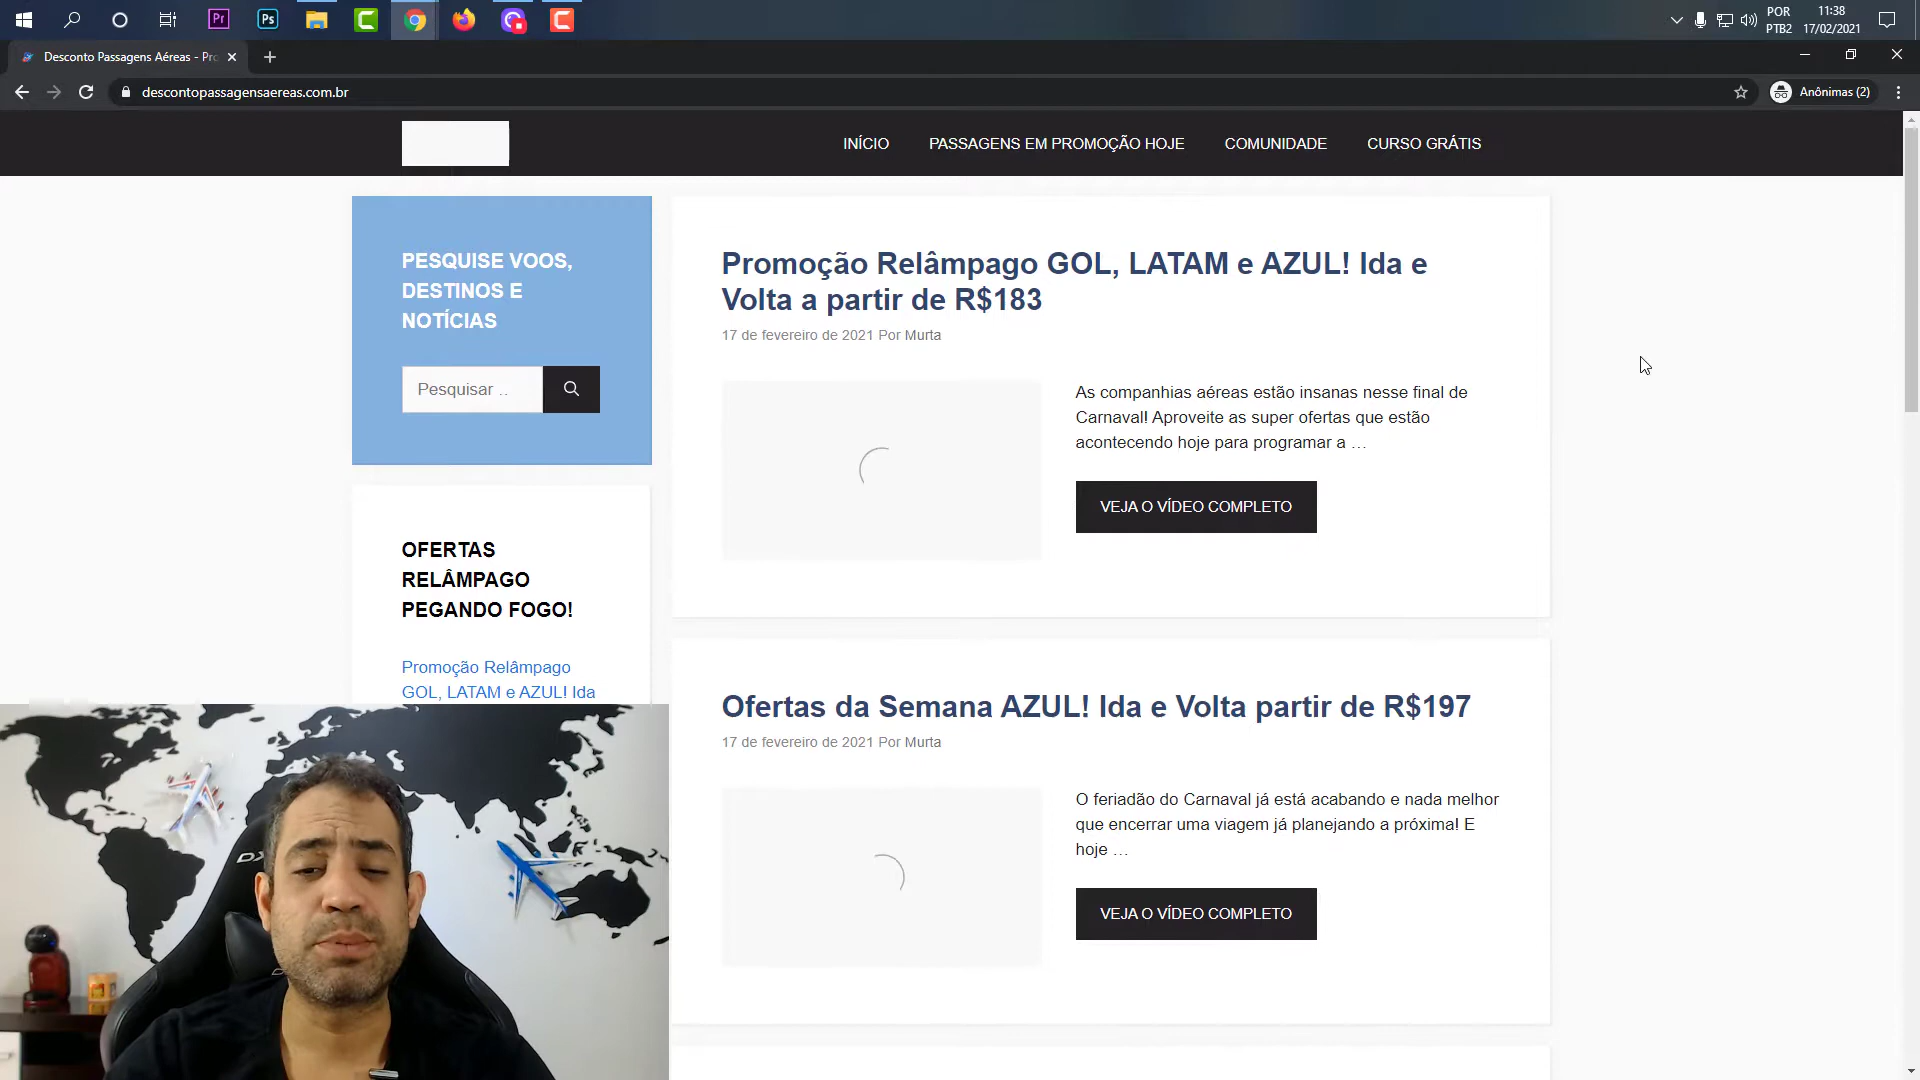 POR
PTB2
11:38
17/02/2021
Desconto Passagens Aéreas - Pro
descontopassagensaereas.com.br
Anônimas (2)
INÍCIO
PASSAGENS EM PROMOÇÃO HOJE
COMUNIDADE
CURSO GRÁTIS
PESQUISE VOOS,
DESTINOS E
NOTÍCIAS
Pesquisar ..
OFERTAS
RELÂMPAGO
PEGANDO FOGO!
Promoção Relâmpago
GOL, LATAM e AZUL! Ida
Promoção Relâmpago GOL, LATAM e AZUL! Ida e
Volta a partir de R$183
17 de fevereiro de 2021 Por Murta
As companhias aéreas estão insanas nesse final de
Carnaval! Aproveite as super ofertas que estão
acontecendo hoje para programar a …
VEJA O VÍDEO COMPLETO
Ofertas da Semana AZUL! Ida e Volta partir de R$197
17 de fevereiro de 2021 Por Murta
O feriadão do Carnaval já está acabando e nada melhor
que encerrar uma viagem já planejando a próxima! E
hoje …
VEJA O VÍDEO COMPLETO
Pr
Ps